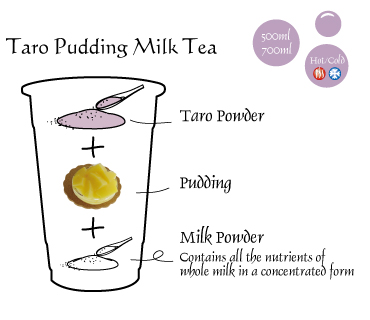 500ml
700ml
Taro Pudding Milk Tea
Hot/Cold
Taro Powder
+
Pudding
+
Milk Powder
Contains all the nutrients of
whole milk in a concentrated form